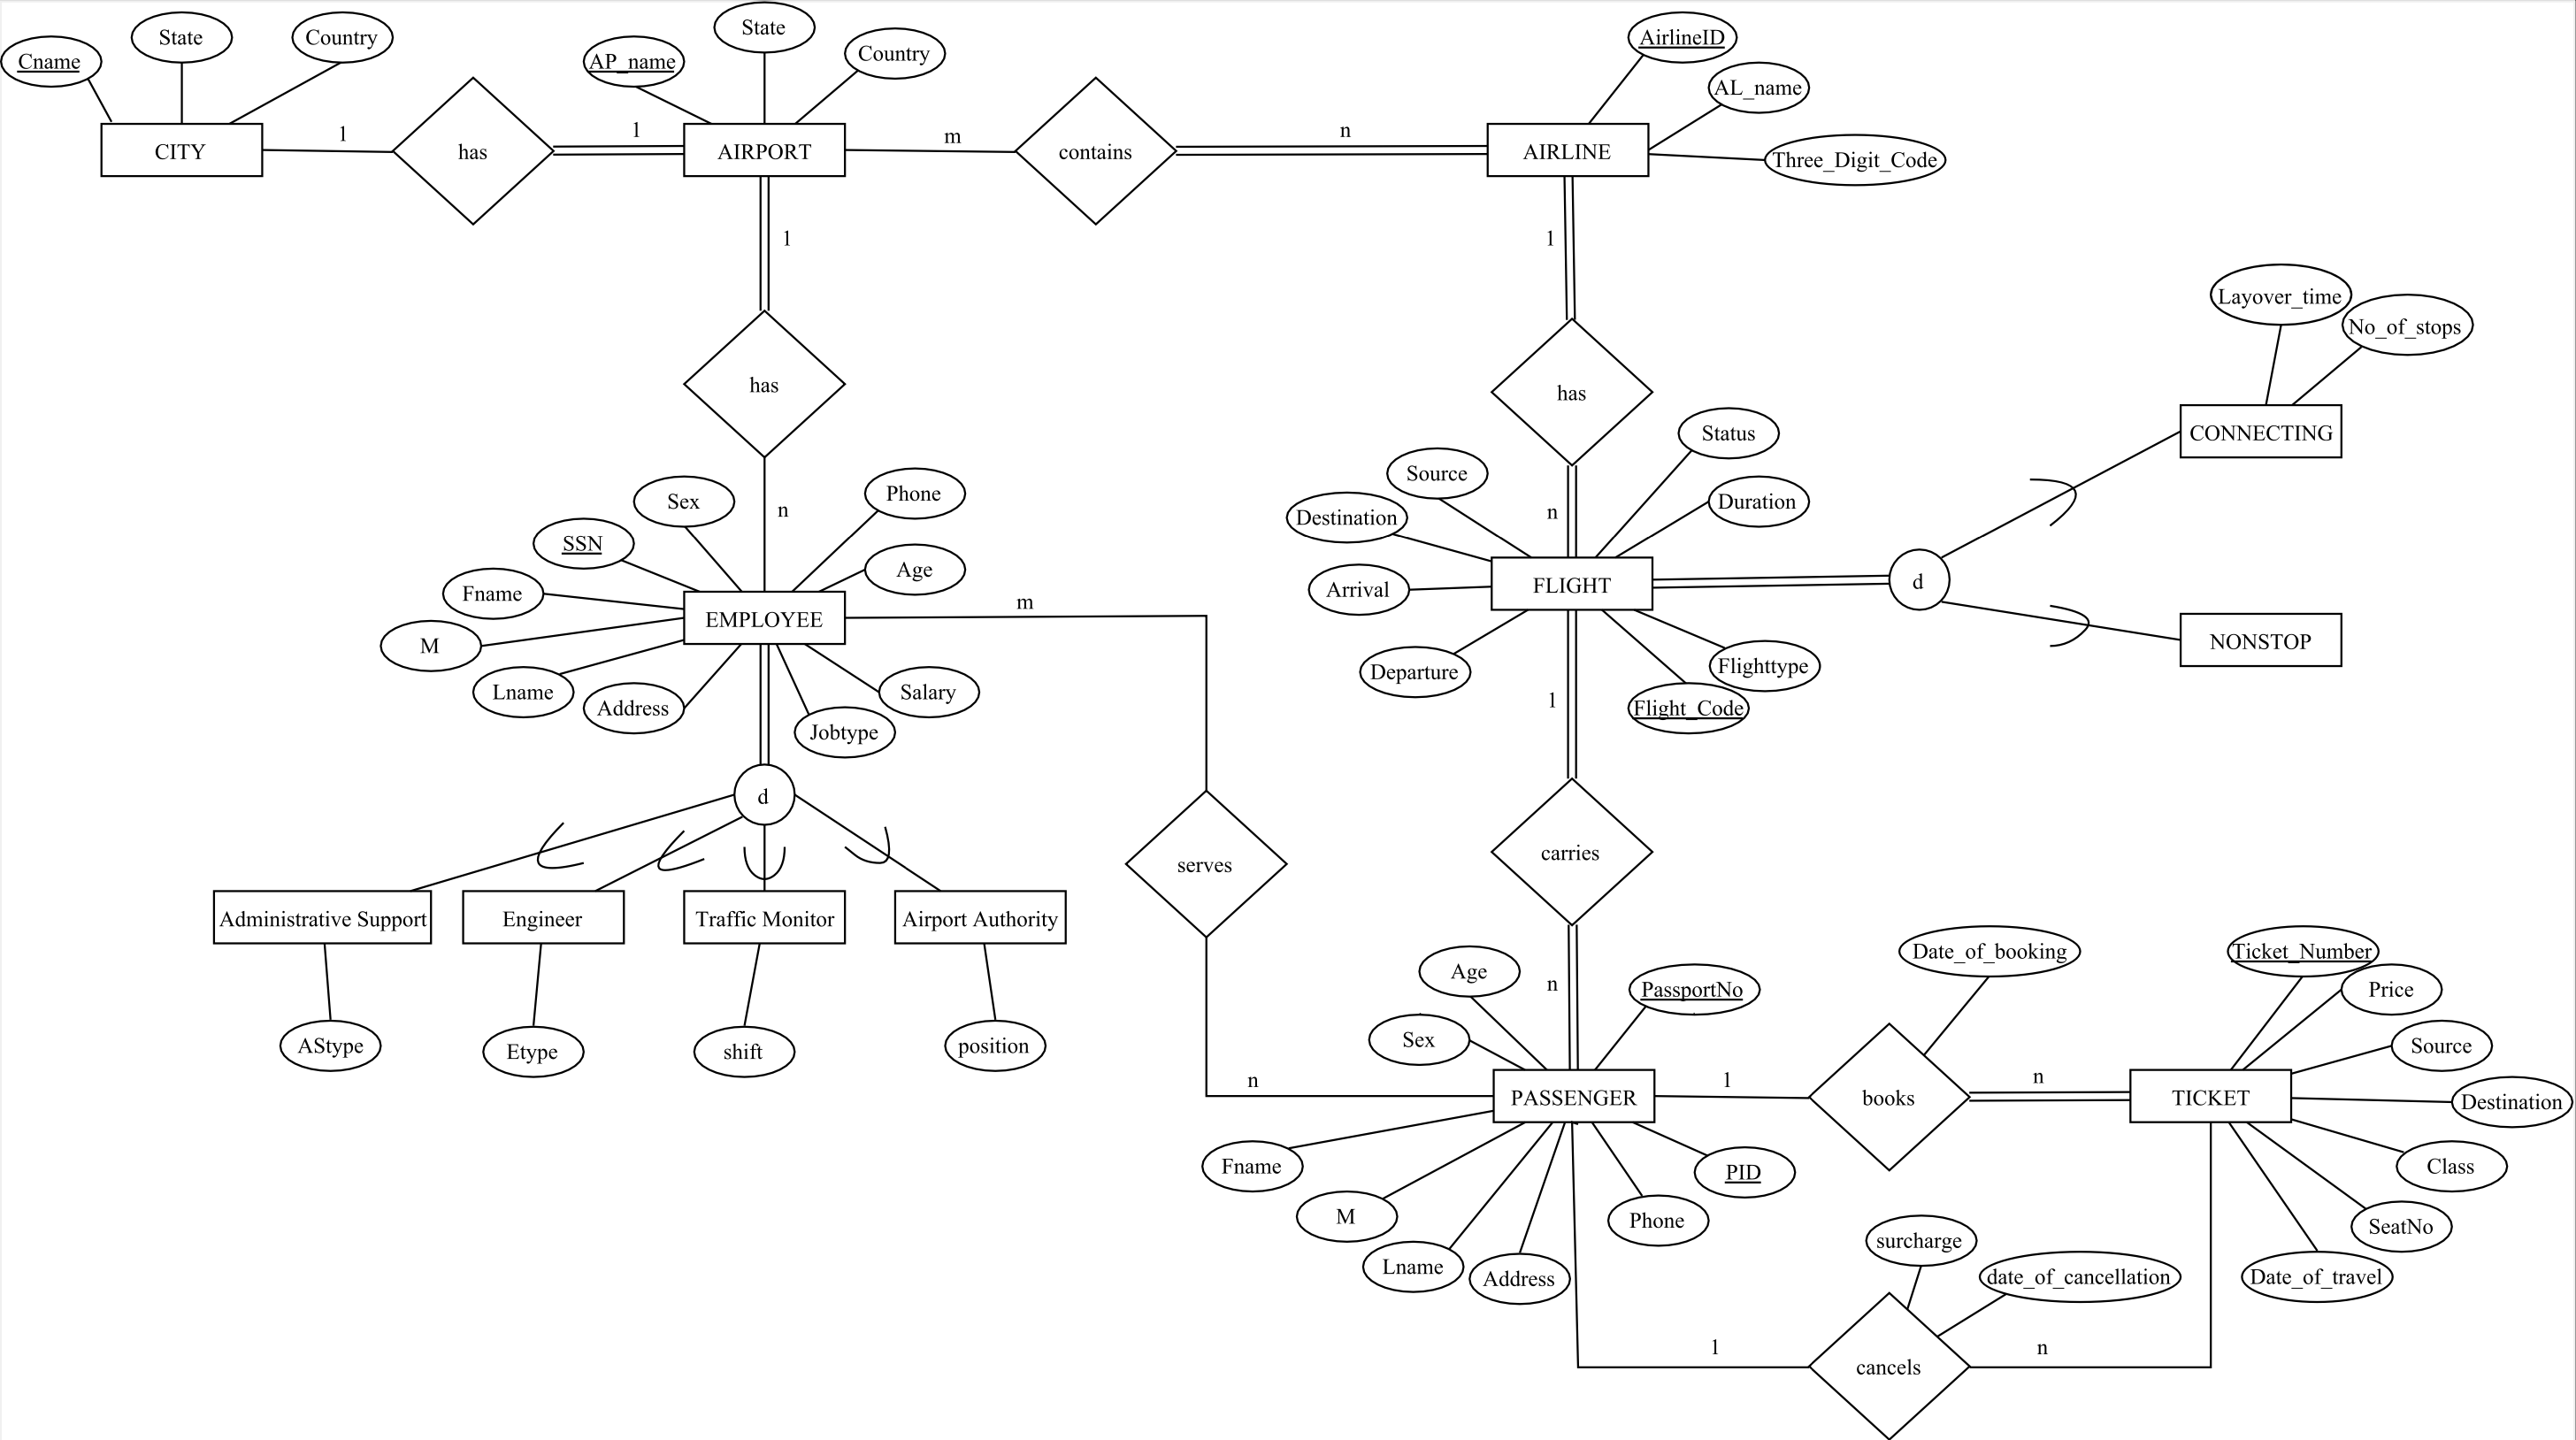 State
Country
Cname
State
AP_name
Country
AirlineID
AL_name
Three_Digit_Code
CITY
1
has
1
AIRPORT
m
contains
n
AIRLINE
1
1
Layover_time
No_of_stops
has
has
Status
CONNECTING
Source
Duration
Destination
n
n
Sex
Phone
SSN
Age
Fname
M
EMPLOYEE
m
Arrival
FLIGHT
d
NONSTOP
Lname
Address
Salary
Jobtype
Departure
Flighttype
Flight_Code
1
d
serves
carries
Administrative Support
Engineer
Traffic Monitor
Airport Authority
AStype
Etype
shift
position
Age
n
PassportNo
Date_of_booking
Ticket_Number
Price
Sex
Source
n
PASSENGER
1
books
n
TICKET
Destination
Fname
PID
Class
M
Phone
SeatNo
Lname
Address
surcharge
date_of_cancellation
Date_of_travel
1
cancels
n